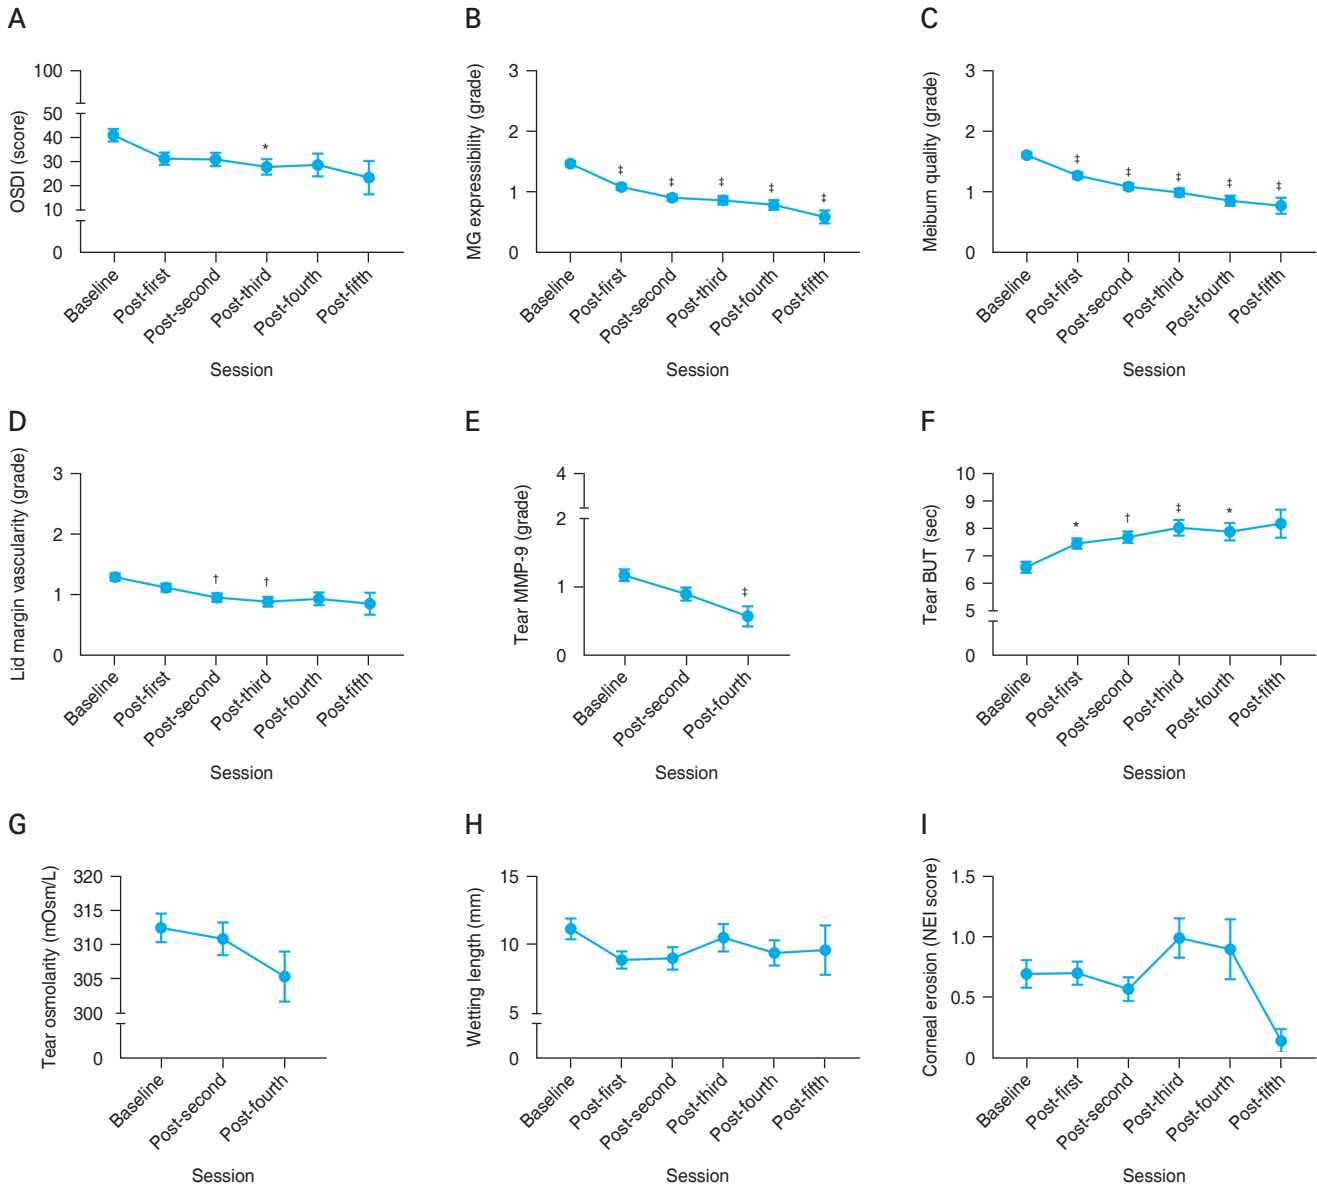 A
OSDI (score)
100
50
40
30
20
10
0
*
Baseline
Post-first
Post-second
Post-third
Post-fourth
Post-fifth
Session
B
MG expressibility (grade)
3
2
1
0
‡ ‡ ‡ ‡ ‡
Baseline
Post-first
Post-second
Post-third
Post-fourth
Post-fifth
Session
C
Meibum quality (grade)
3
2
1
0
‡ ‡ ‡ ‡ ‡
Baseline
Post-first
Post-second
Post-third
Post-fourth
Post-fifth
Session
D
Lid margin vascularity (grade)
3
2
1
0
† †
Baseline
Post-first
Post-second
Post-third
Post-fourth
Post-fifth
Session
E
Tear MMP-9 (grade)
4
2
1
0
‡
Baseline
Post-second
Post-fourth
Session
F
Tear BUT (sec)
10
9
8
7
6
5
0
* † ‡ *
Baseline
Post-first
Post-second
Post-third
Post-fourth
Post-fifth
Session
G
Tear osmolarity (mOsm/L)
320
315
310
305
300
0
Baseline
Post-second
Post-fourth
Session
H
Wetting length (mm)
15
10
5
0
Baseline
Post-first
Post-second
Post-third
Post-fourth
Post-fifth
Session
I
Corneal erosion (NEI score)
1.5
1.0
0.5
0
Baseline
Post-first
Post-second
Post-third
Post-fourth
Post-fifth
Session